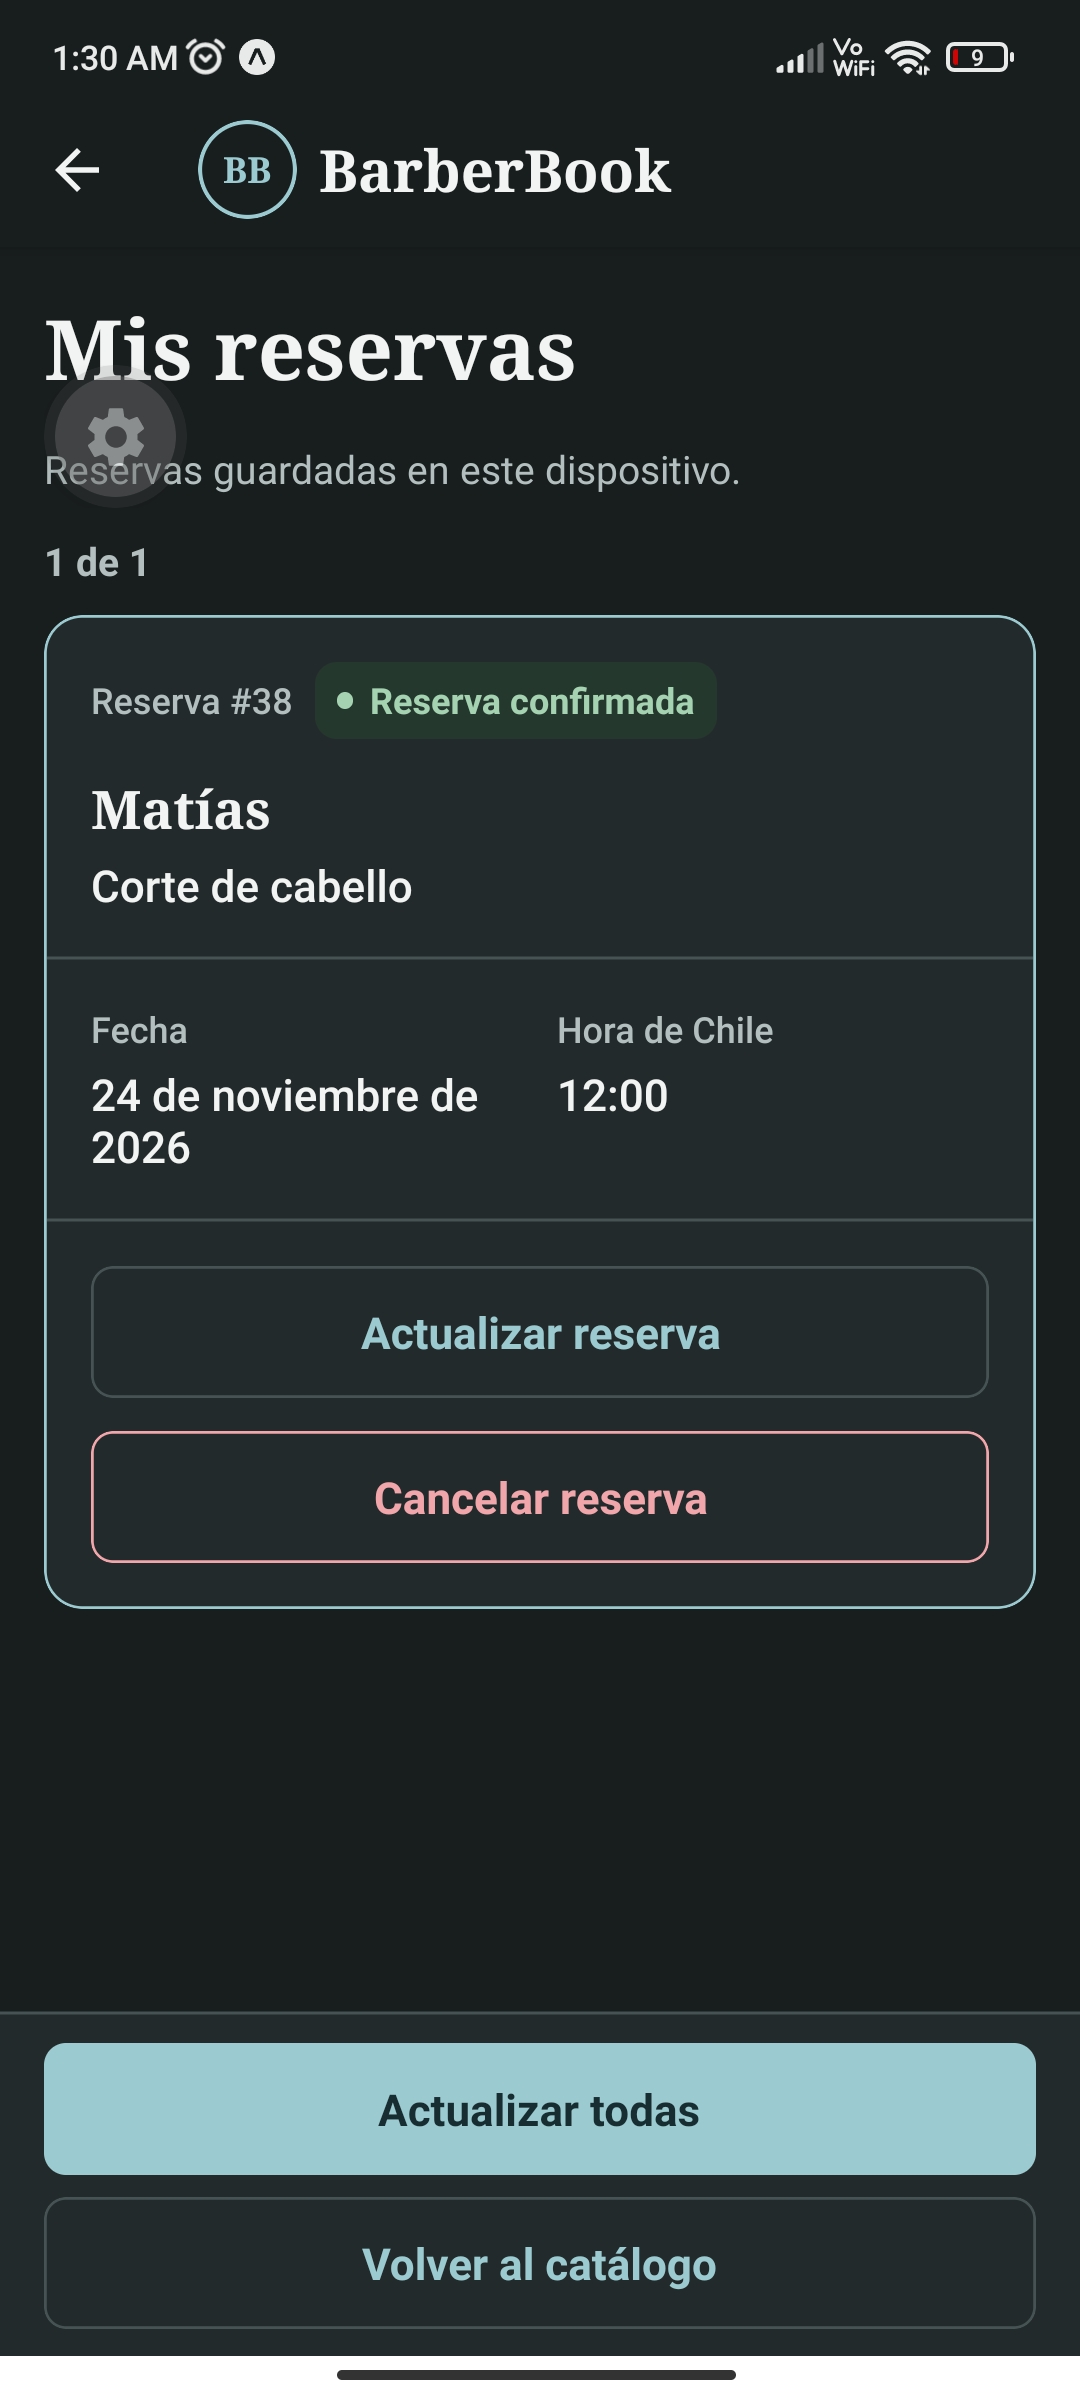 1:30 AM
Vo WiFi
9
BB BarberBook
Mis reservas
Reservas guardadas en este dispositivo.
1 de 1
Reserva #38 Reserva confirmada
Matías
Corte de cabello
Fecha Hora de Chile
24 de noviembre de 12:00
2026
Actualizar reserva
Cancelar reserva
Actualizar todas
Volver al catálogo